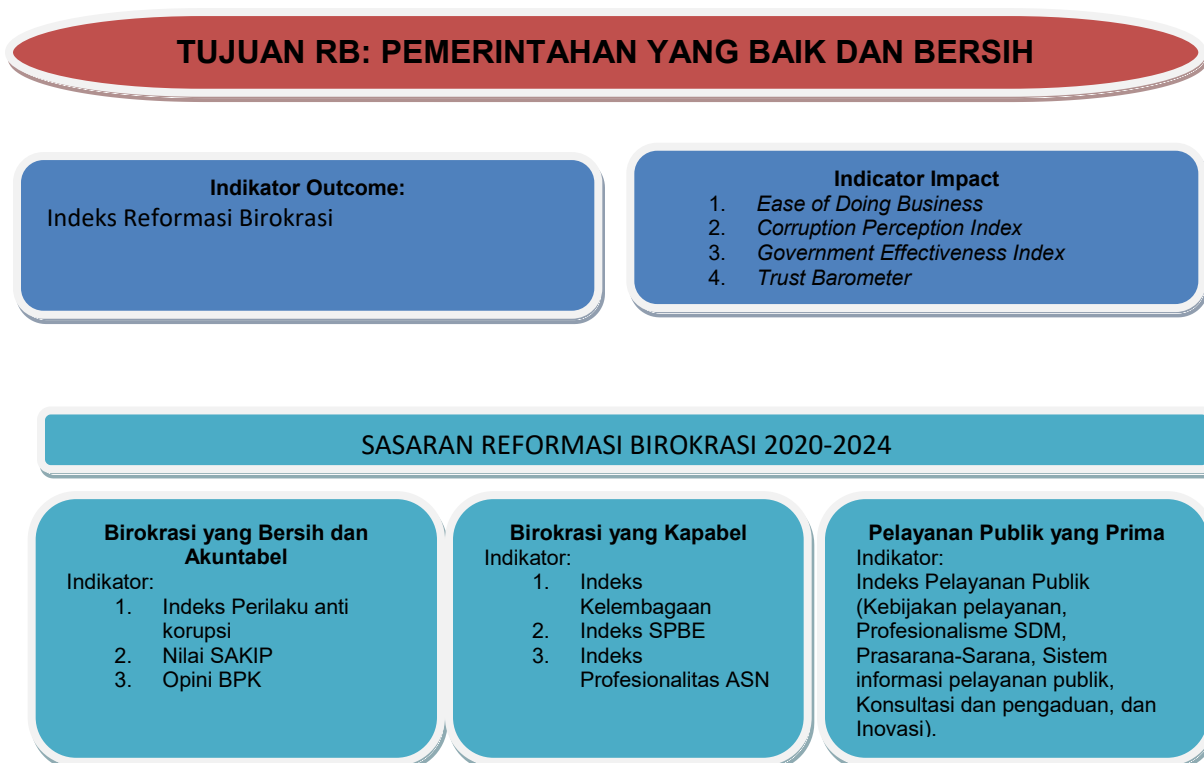 TUJUAN RB: PEMERINTAHAN YANG BAIK DAN BERSIH
Indikator Outcome:
Indeks Reformasi Birokrasi
Indicator Impact
1. Ease of Doing Business
2. Corruption Perception Index
3. Government Effectiveness Index
4. Trust Barometer
SASARAN REFORMASI BIROKRASI 2020-2024
Birokrasi yang Bersih dan
Akuntabel
Indikator:
1. Indeks Perilaku anti
korupsi
2. Nilai SAKIP
3. Opini BPK
Birokrasi yang Kapabel
Indikator:
1. Indeks
Kelembagaan
2. Indeks SPBE
3. Indeks
Profesionalitas ASN
Pelayanan Publik yang Prima
Indikator:
Indeks Pelayanan Publik
(Kebijakan pelayanan,
Profesionalisme SDM,
Prasarana-Sarana, Sistem
informasi pelayanan publik,
Konsultasi dan pengaduan, dan
Inovasi).